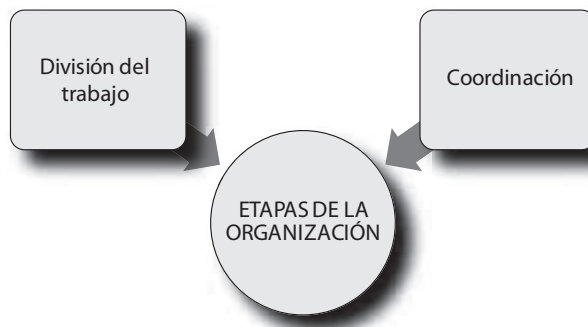 División del
trabajo
Coordinación
ETAPAS DE LA
ORGANIZACIÓN